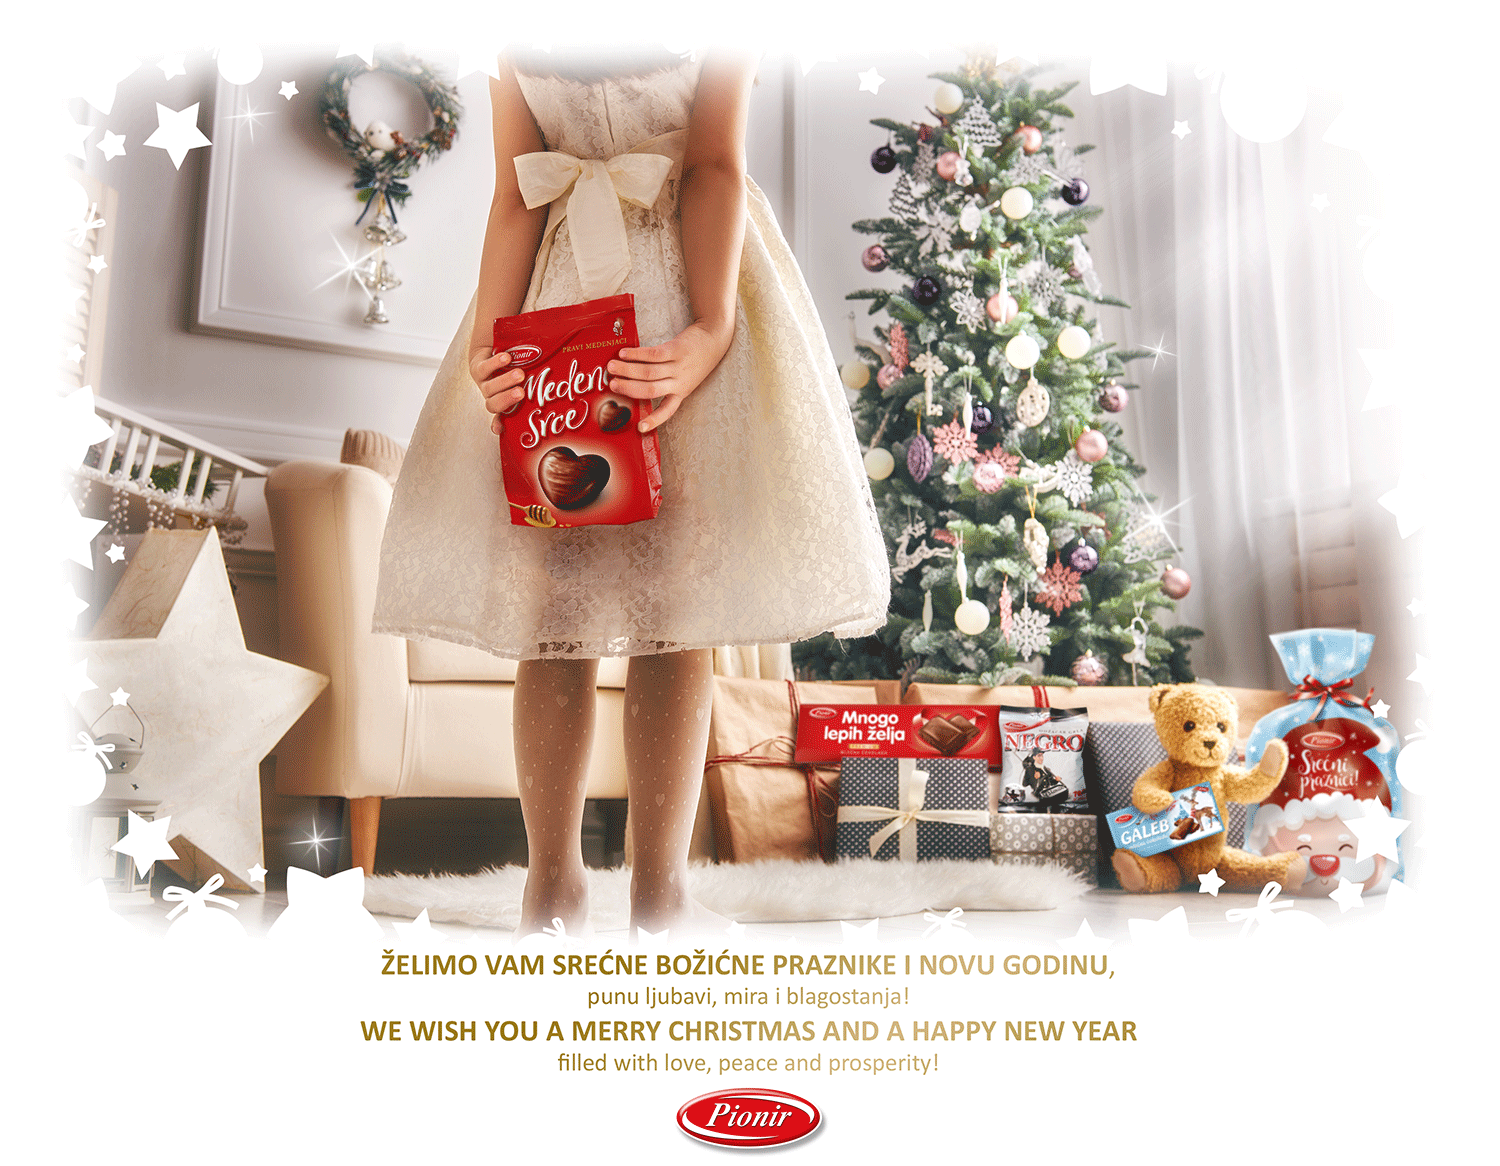 Pionir
PRAVI MEDENJACI
Medeno
Srce
Pionir
Mnogo
lepih želja
Pionir
NEGRO
Pionir
GALEB
Pionir
Srećni
praznici!
ŽELIMO VAM SREĆNE BOŽIĆNE PRAZNIKE I NOVU GODINU,
punu ljubavi, mira i blagostanja!
WE WISH YOU A MERRY CHRISTMAS AND A HAPPY NEW YEAR
filled with love, peace and prosperity!
Pionir